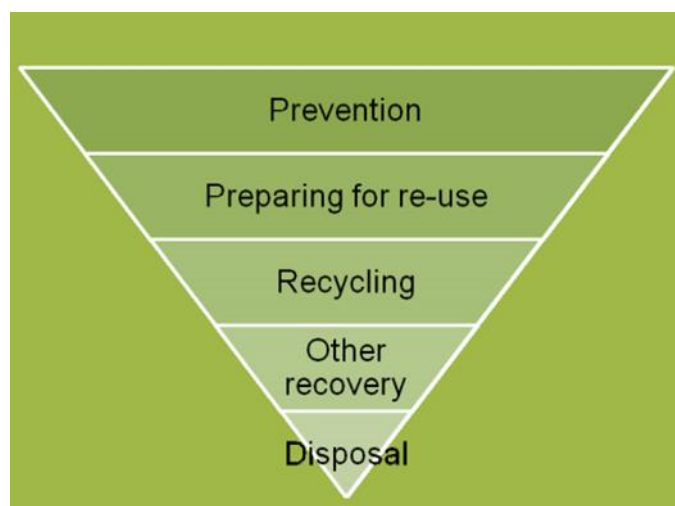 Prevention
Preparing for re-use
Recycling
Other
recovery
Disposal